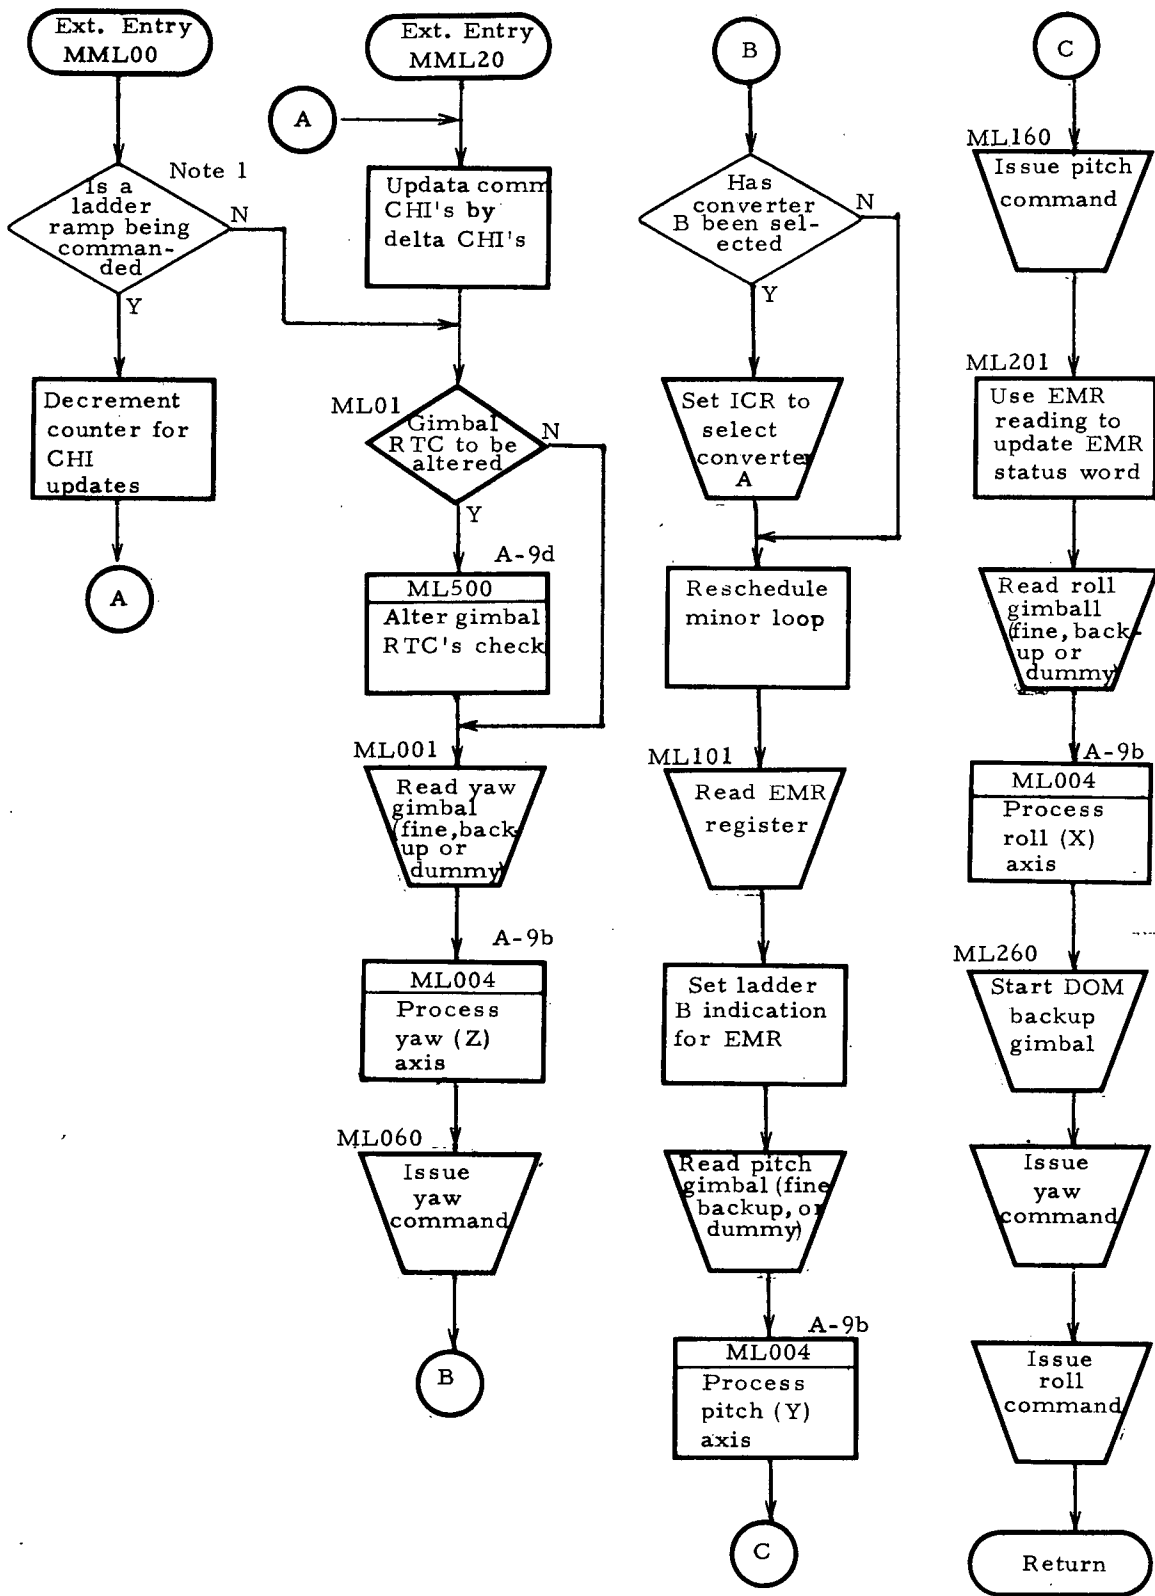 Ext. Entry
MML00
Note 1
Is a
ladder
ramp being
comman-
ded
N
Y
Decrement
counter for
CHI
updates
A
Ext. Entry
MML20
A
Updata comm
CHI's by
delta CHI's
ML01
Gimbal
RTC to be
altered
N
Y
A-9d
ML500
Alter gimbal
RTC's check
ML001
Read yaw
gimbal
(fine, back-
up or
dummy)
A-9b
ML004
Process
yaw (Z)
axis
ML060
Issue
yaw
command
B
B
Has
converter
B been sel-
ected
N
Y
Set ICR to
select
converter
A
Reschedule
minor loop
ML101
Read EMR
register
Set ladder
B indication
for EMR
Read pitch
gimbal (fine
backup, or
dummy)
A-9b
ML004
Process
pitch (Y)
axis
C
C
ML160
Issue pitch
command
ML201
Use EMR
reading to
update EMR
status word
Read roll
gimball
(fine, back-
up or
dummy)
A-9b
ML004
Process
roll (X)
axis
ML260
Start DOM
backup
gimbal
Issue
yaw
command
Issue
roll
command
Return